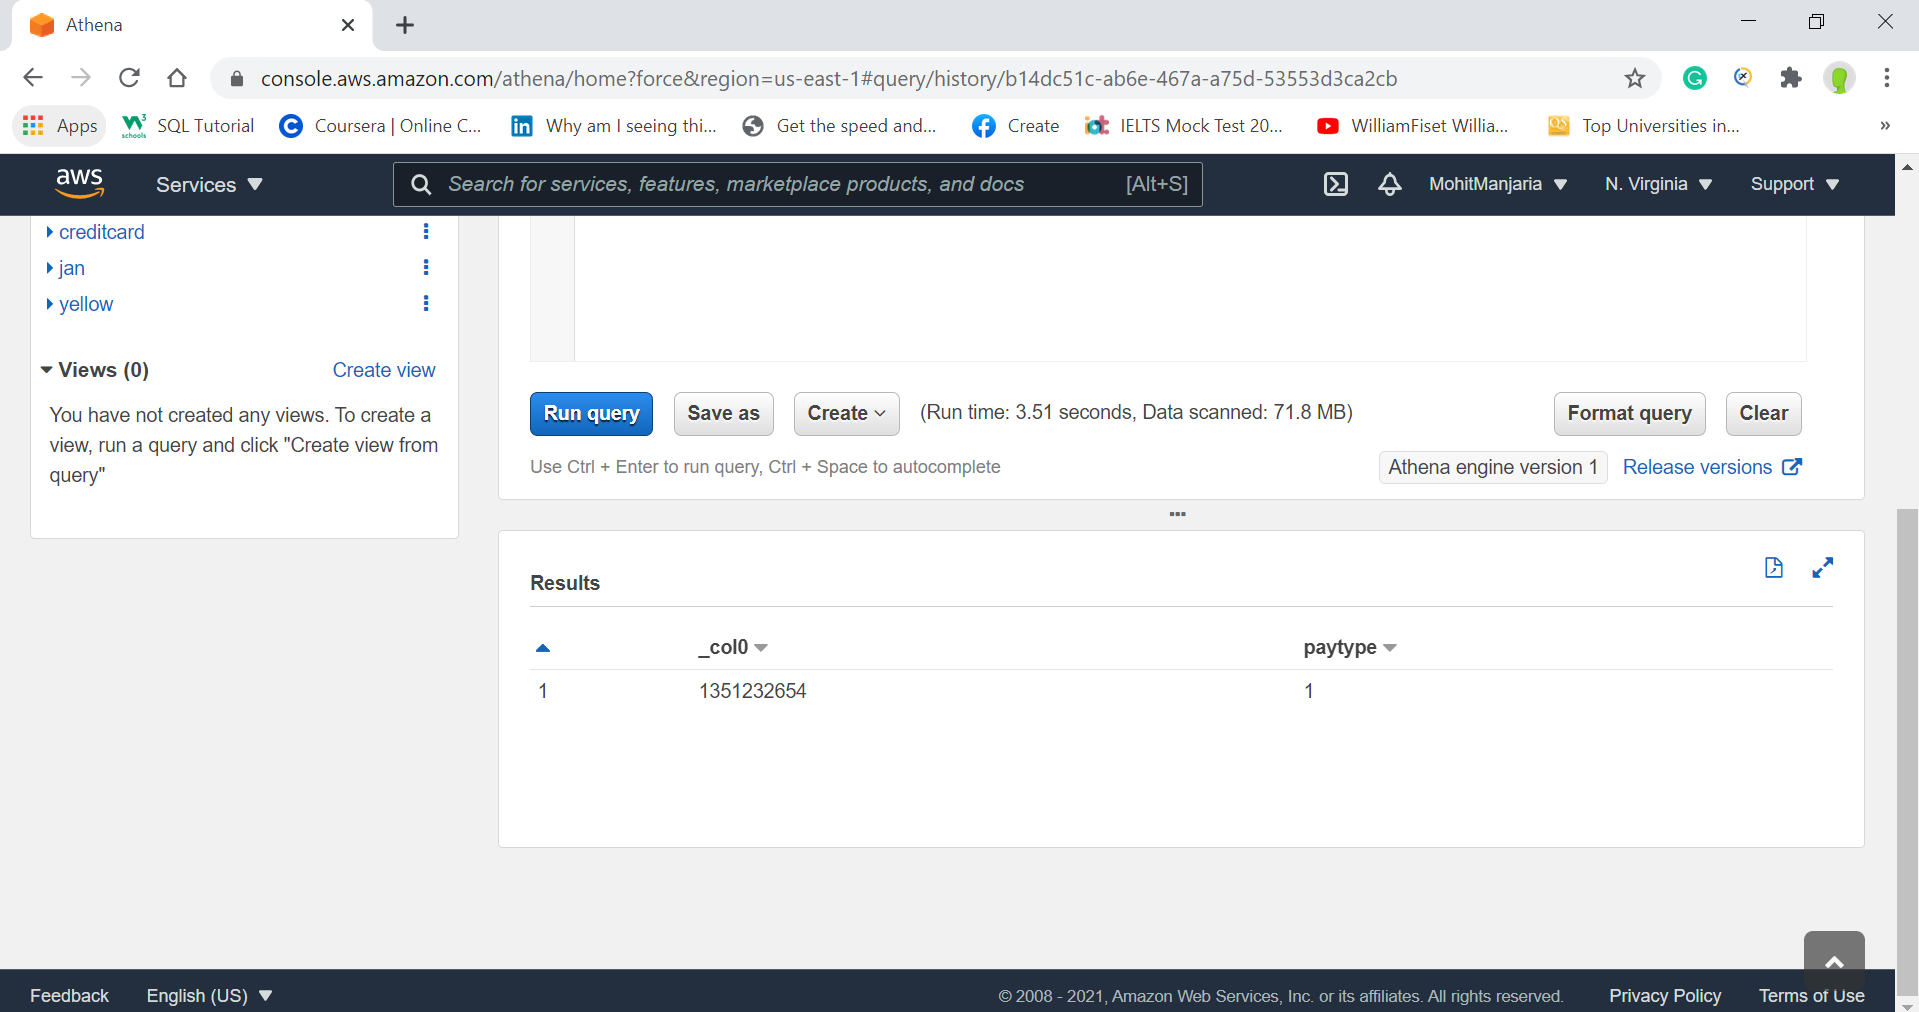 Athena
console.aws.amazon.com/athena/home?force&region=us-east-1#query/history/b14dc51c-ab6e-467a-a75d-53553d3ca2cb
Apps SQL Tutorial Coursera | Online C... Why am I seeing thi... Get the speed and... Create IELTS Mock Test 20... WilliamFiset Willia... Top Universities in... »
aws Services Search for services, features, marketplace products, and docs [Alt+S] MohitManjaria N. Virginia Support
creditcard
jan
yellow
Views (0) Create view
You have not created any views. To create a
view, run a query and click "Create view from
query"
Run query Save as Create (Run time: 3.51 seconds, Data scanned: 71.8 MB) Format query Clear
Use Ctrl + Enter to run query, Ctrl + Space to autocomplete Athena engine version 1 Release versions
Results
_col0 paytype
1 1351232654 1
Feedback English (US) © 2008 - 2021, Amazon Web Services, Inc. or its affiliates. All rights reserved. Privacy Policy Terms of Use